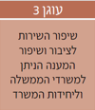 עוגן 3
שיפור השירות
לציבור ושיפור
המענה הניתן
למשרדי הממשלה
וליחידות המשרד